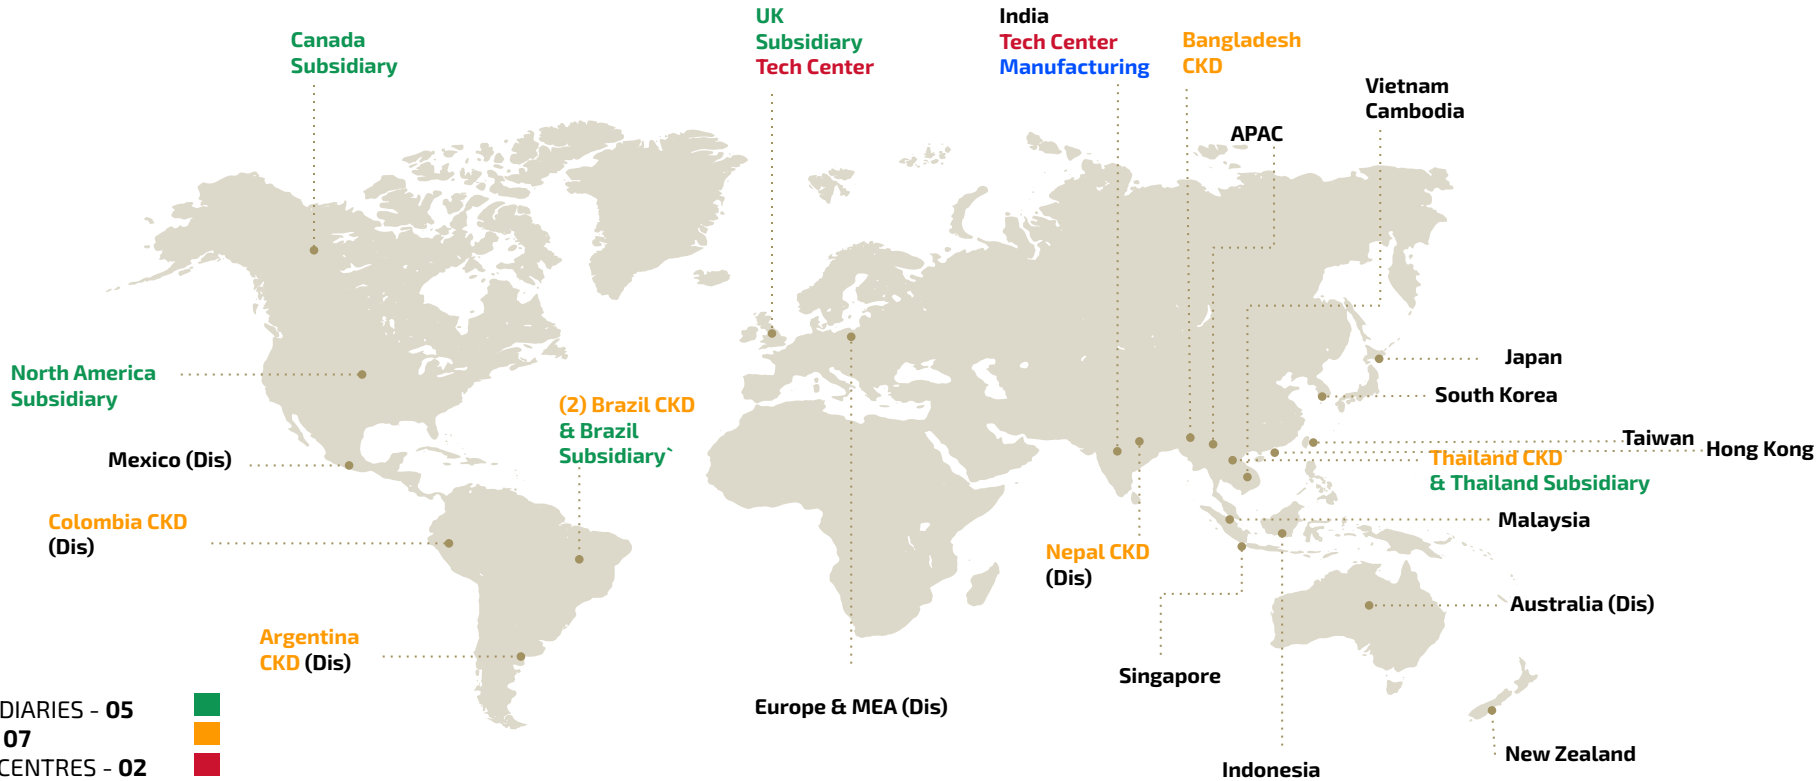 Canada
Subsidiary
UK
Subsidiary
Tech Center
India
Tech Center
Manufacturing
Bangladesh
CKD
Vietnam
Cambodia
APAC
Japan
South Korea
Taiwan
Hong Kong
Thailand CKD
& Thailand Subsidiary
Malaysia
North America
Subsidiary
(2) Brazil CKD
& Brazil
Subsidiary`
Mexico (Dis)
Colombia CKD
(Dis)
Nepal CKD
(Dis)
Argentina
CKD (Dis)
Australia (Dis)
Singapore
Europe & MEA (Dis)
New Zealand
Indonesia
DIARIES - 05
07
CENTRES - 02